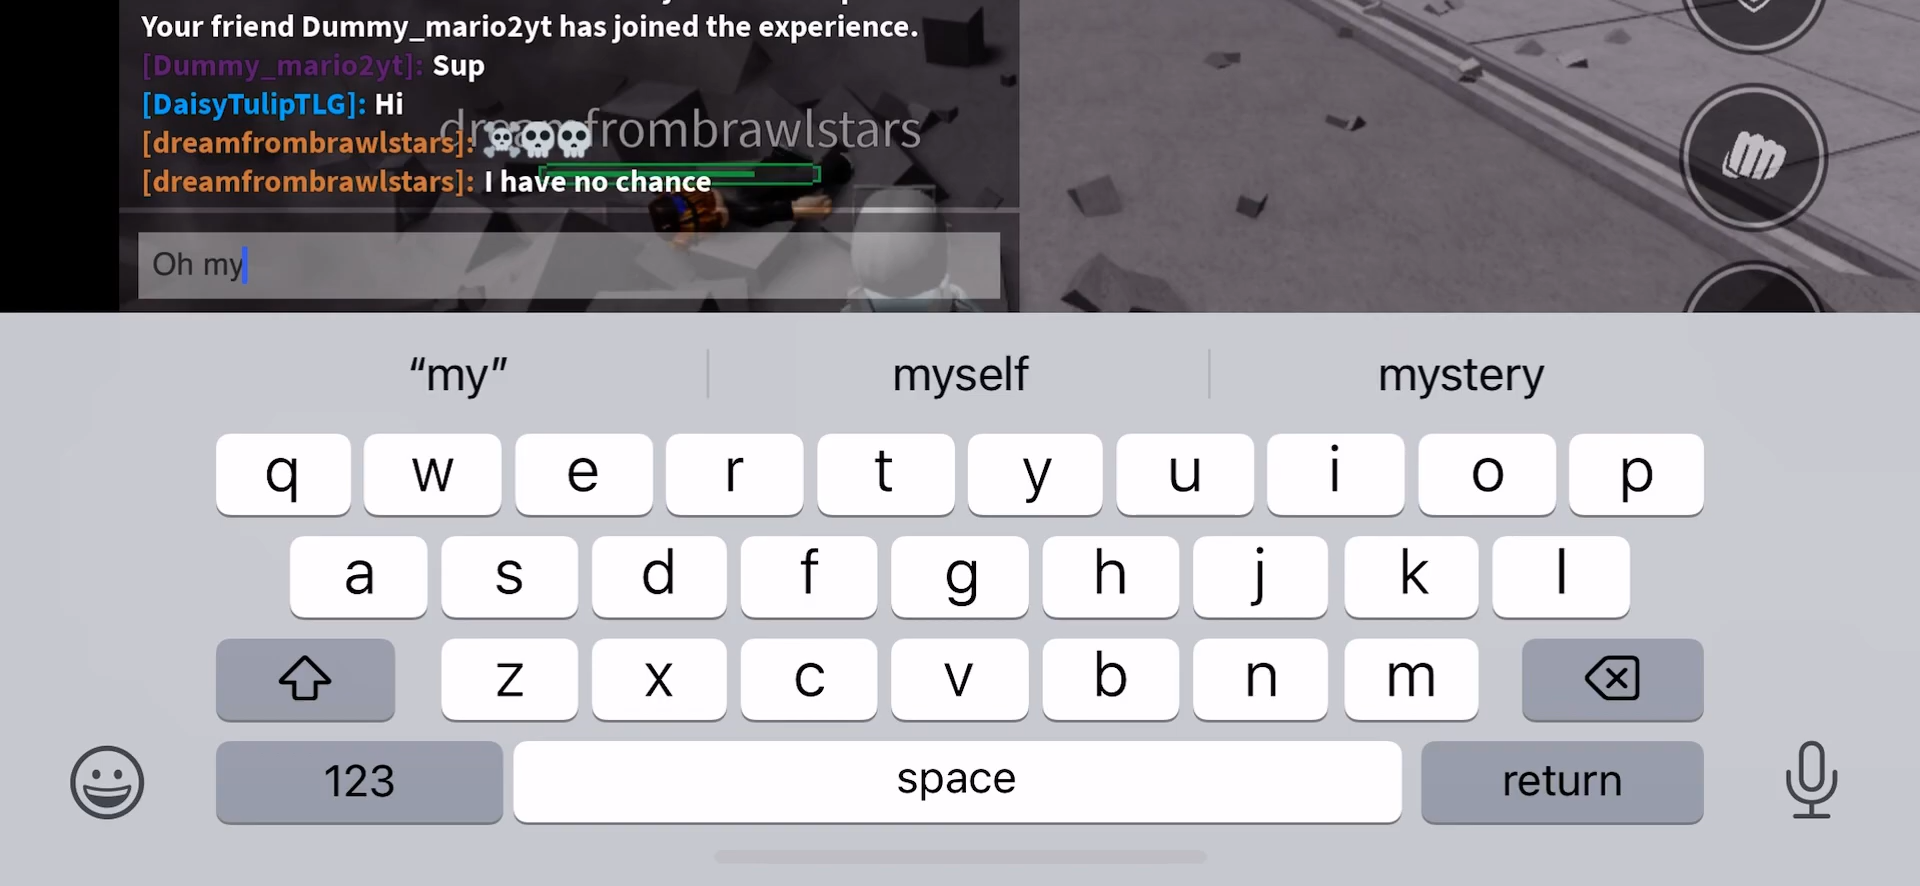 Your friend Dummy_mario2yt has joined the experience.
[Dummy_mario2yt]: Sup
[DaisyTulipTLG]: Hi
dreamfrombrawlstars
[dreamfrombrawlstars]: ☠️💀💀
[dreamfrombrawlstars]: I have no chance
Oh my
“my” myself mystery
q w e r t y u i o p
a s d f g h j k l
z x c v b n m
123 space return